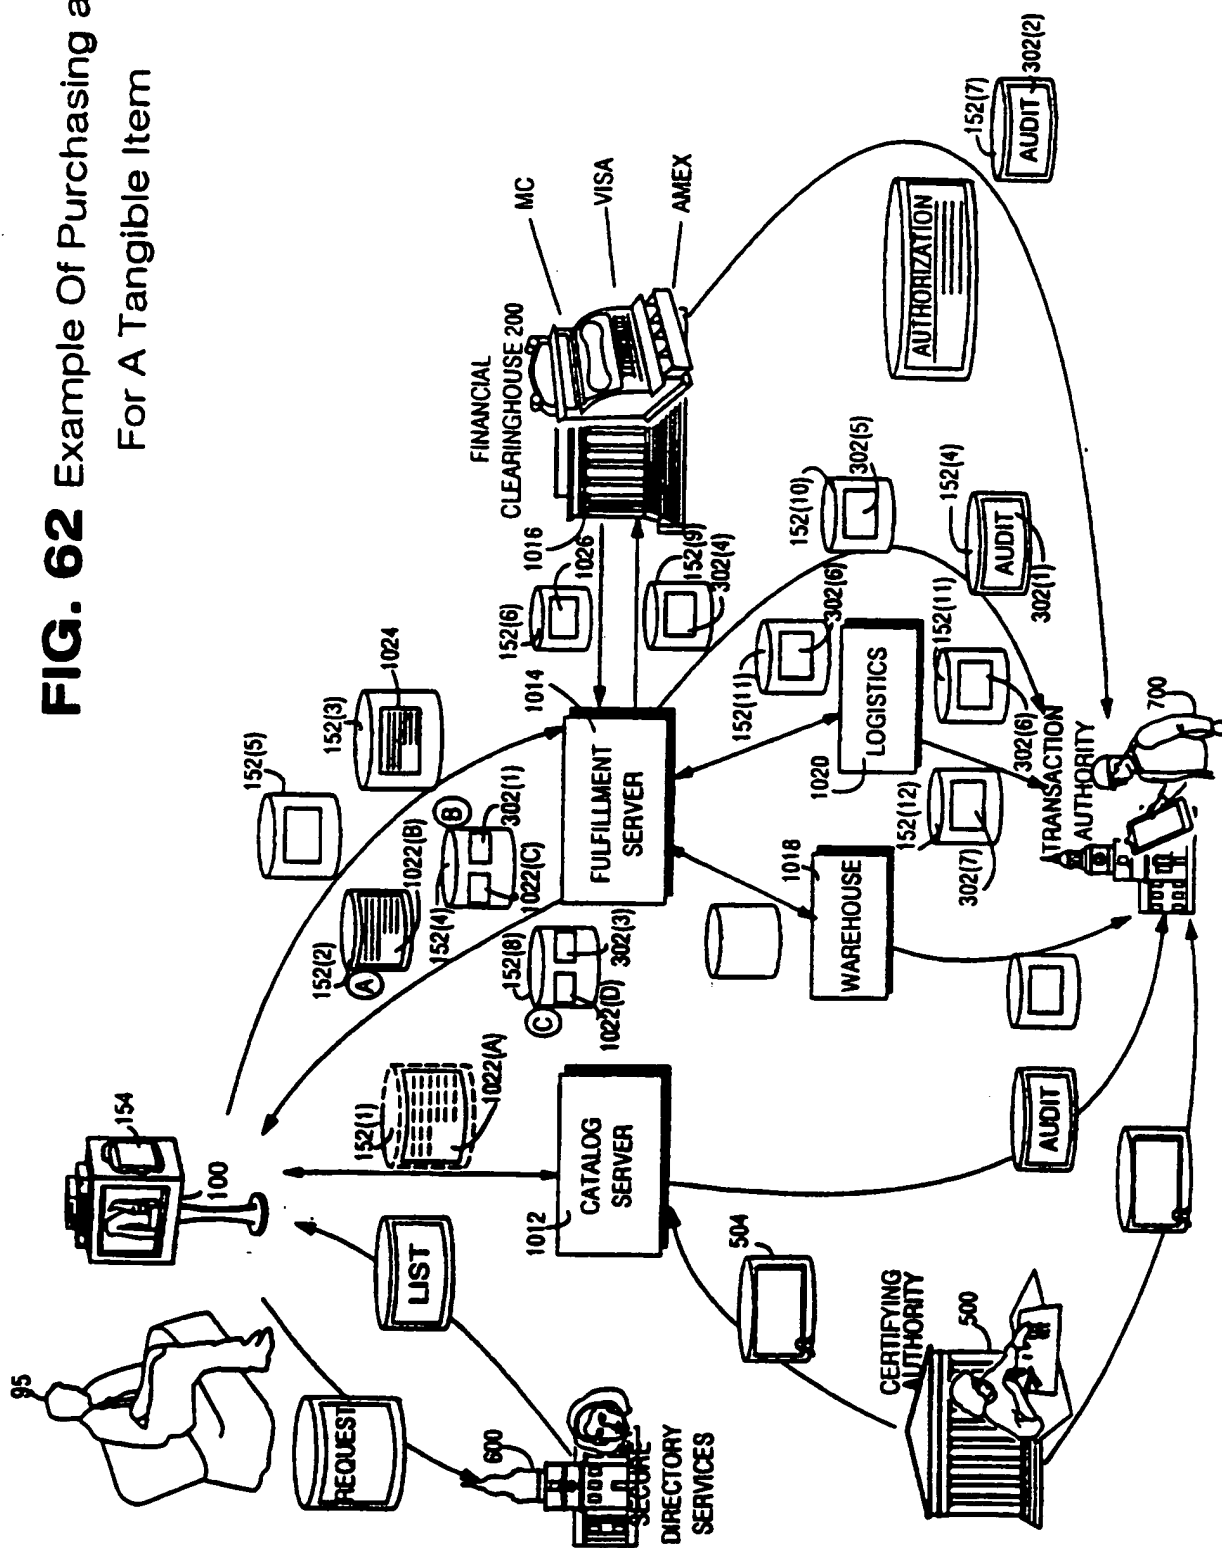 FIG. 62 Example Of Purchasing a
For A Tangible Item
95
REQUEST
600
SECURE
DIRECTORY
SERVICES
LIST
154
100
152(1)
1022(A)
1012
CATALOG
SERVER
504
CERTIFYING
AUTHORITY
500
AUDIT
152(5)
152(3)
1024
152(2)
A
1022(B)
152(4)
B
302(1)
1022(C)
152(8)
C
302(3)
1022(D)
1014
FULFILLMENT
SERVER
152(6)
1026
1016
FINANCIAL
CLEARINGHOUSE 200
MC
VISA
AMEX
152(9)
302(4)
152(10)
302(5)
152(11)
302(6)
1020
LOGISTICS
1018
WAREHOUSE
152(11)
302(6)
152(12)
302(7)
152(4)
AUDIT
302(1)
AUTHORIZATION
152(7)
AUDIT
302(2)
TRANSACTION
AUTHORITY
700